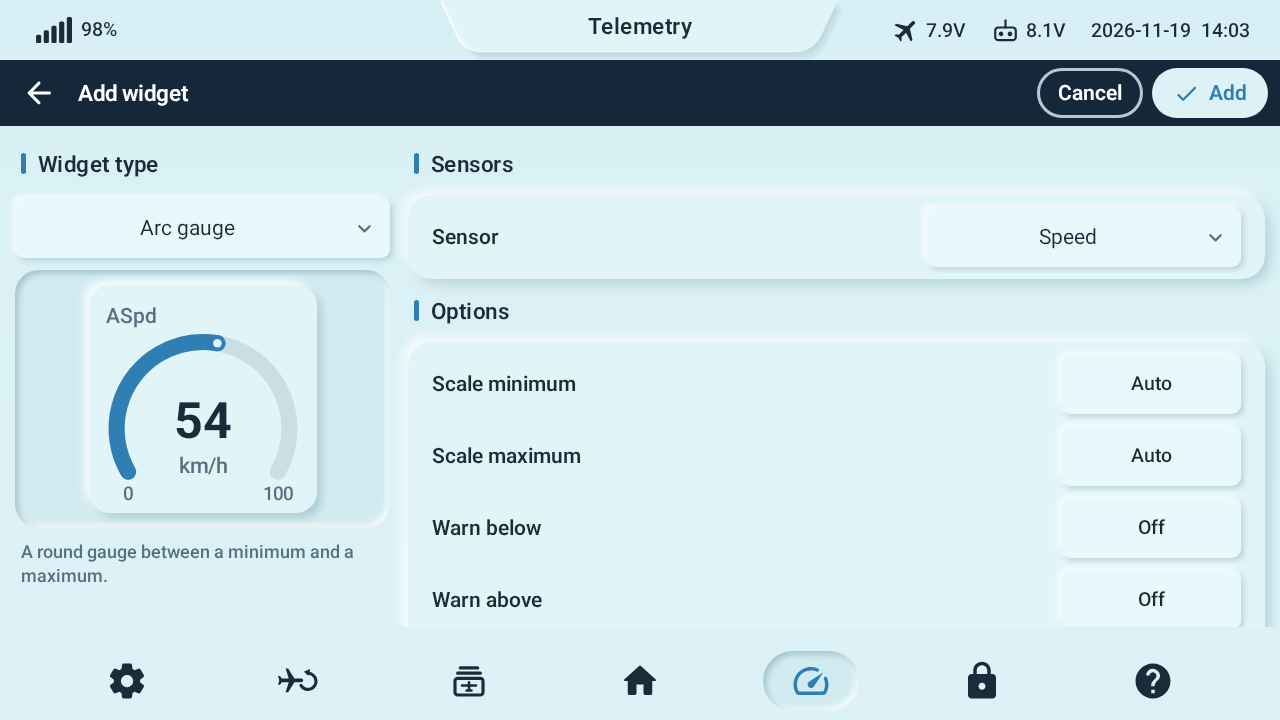 98%
Telemetry
7.9V
8.1V
2026-11-19 14:03
Add widget
Cancel
Add
Widget type
Arc gauge
ASpd
54
km/h
0
100
A round gauge between a minimum and a
maximum.
Sensors
Sensor
Speed
Options
Scale minimum
Auto
Scale maximum
Auto
Warn below
Off
Warn above
Off